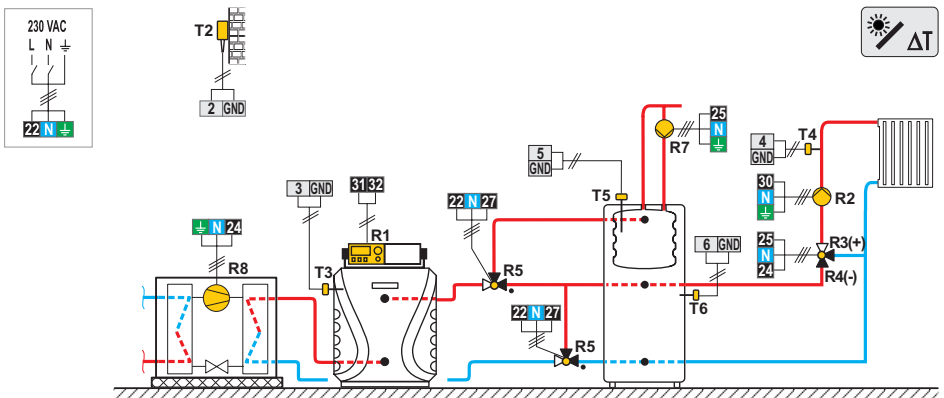 230 VAC
L N
22 N
T2
2 GND
ΔT
25
N
R7
4
GND
T4
5
GND
T5
30
N
R2
3 GND
31 32
22 N 27
N 24
R1
R8
T3
R5
6 GND
T6
25
N
24
R3(+)
R4(-)
22 N 27
R5